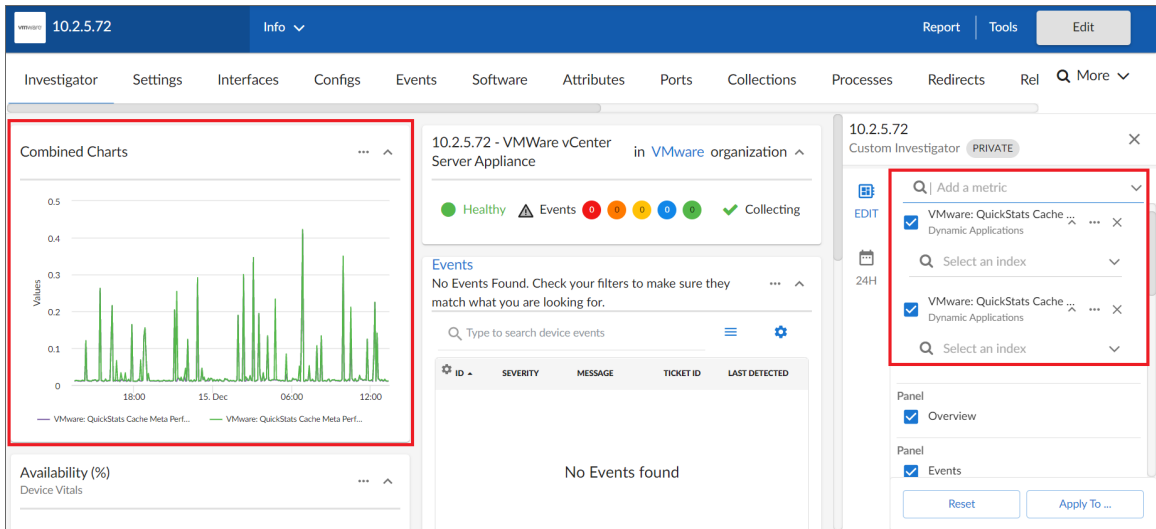 vmware 10.2.5.72 Info Report Tools Edit
Investigator Settings Interfaces Configs Events Software Attributes Ports Collections Processes Redirects Rel More
Combined Charts
0.5
0.4
0.3
0.2
0.1
0
Values
18:00 15. Dec 06:00 12:00
VMware: QuickStats Cache Meta Perf... VMware: QuickStats Cache Meta Perf...
Availability (%)
Device Vitals
10.2.5.72 - VMWare vCenter
Server Appliance
in VMware organization
Healthy Events 0 0 0 0 0 Collecting
Events
No Events Found. Check your filters to make sure they
match what you are looking for.
Type to search device events
ID SEVERITY MESSAGE TICKET ID LAST DETECTED
No Events found
10.2.5.72
Custom Investigator PRIVATE
EDIT
24H
Add a metric
VMware: QuickStats Cache ...
Dynamic Applications
Select an index
VMware: QuickStats Cache ...
Dynamic Applications
Select an index
Panel
Overview
Panel
Events
Reset Apply To ...